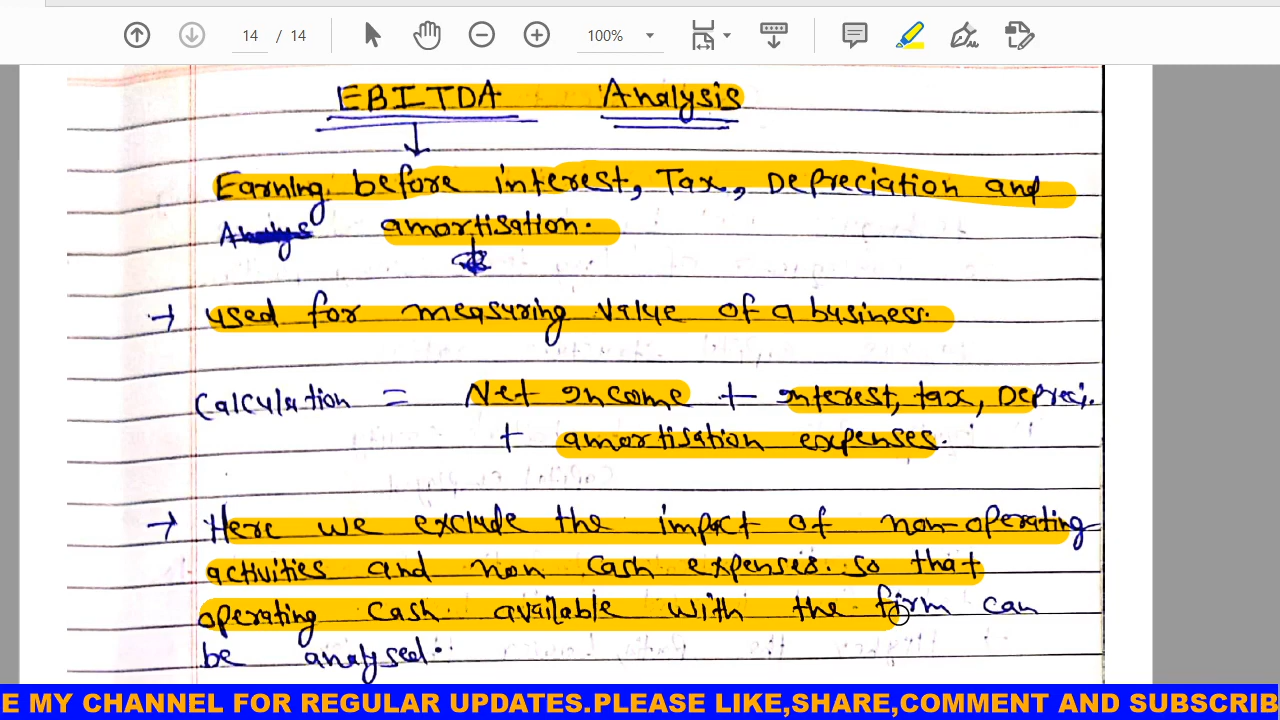 14 / 14 100%
EBITDA Analysis
Earning before interest, Tax, Depreciation and
amortisation.
→ used for measuring value of a business.
Calculation = Net income + interest, tax, Depreci.
+ amortisation expenses.
→ Here we exclude the impact of non-operating
activities and non cash expenses. so that
operating cash available with the firm can
be analysed.
E MY CHANNEL FOR REGULAR UPDATES.PLEASE LIKE,SHARE,COMMENT AND SUBSCRIB